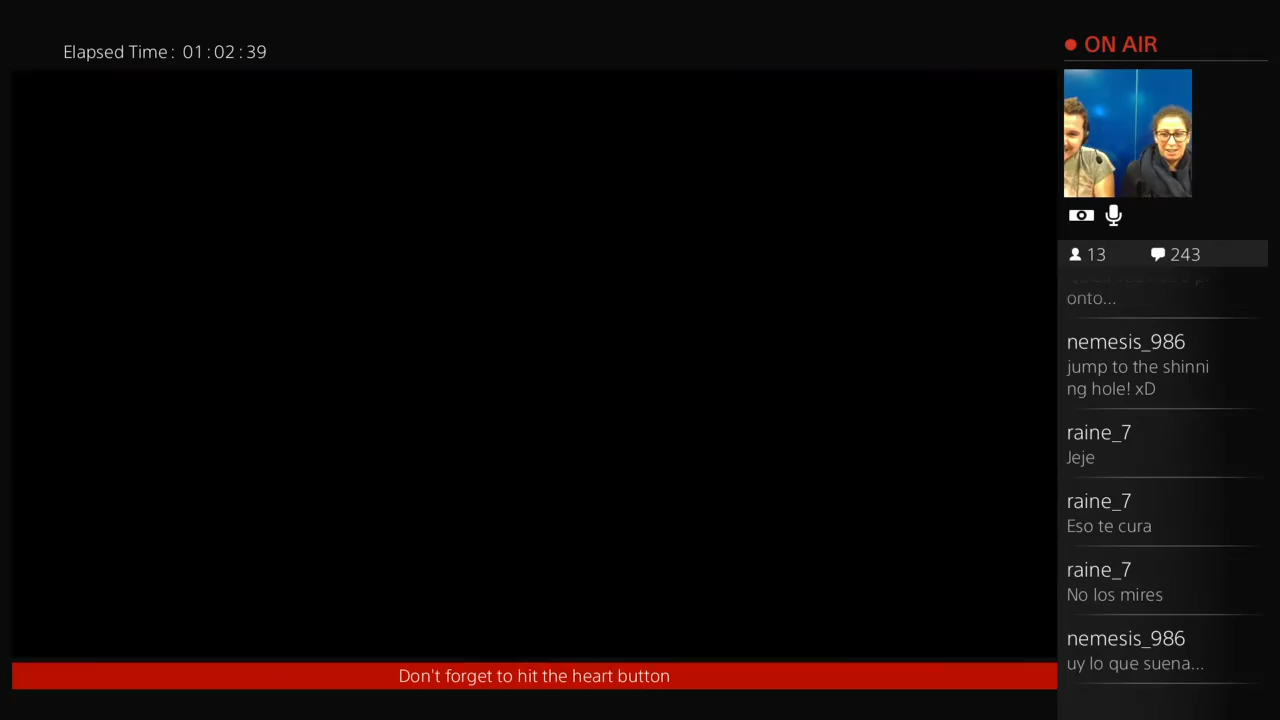 Elapsed Time: 01:02:39
ON AIR
13
243
onto...
nemesis_986
jump to the shinni
ng hole! xD
raine_7
Jeje
raine_7
Eso te cura
raine_7
No los mires
nemesis_986
uy lo que suena...
Don't forget to hit the heart button